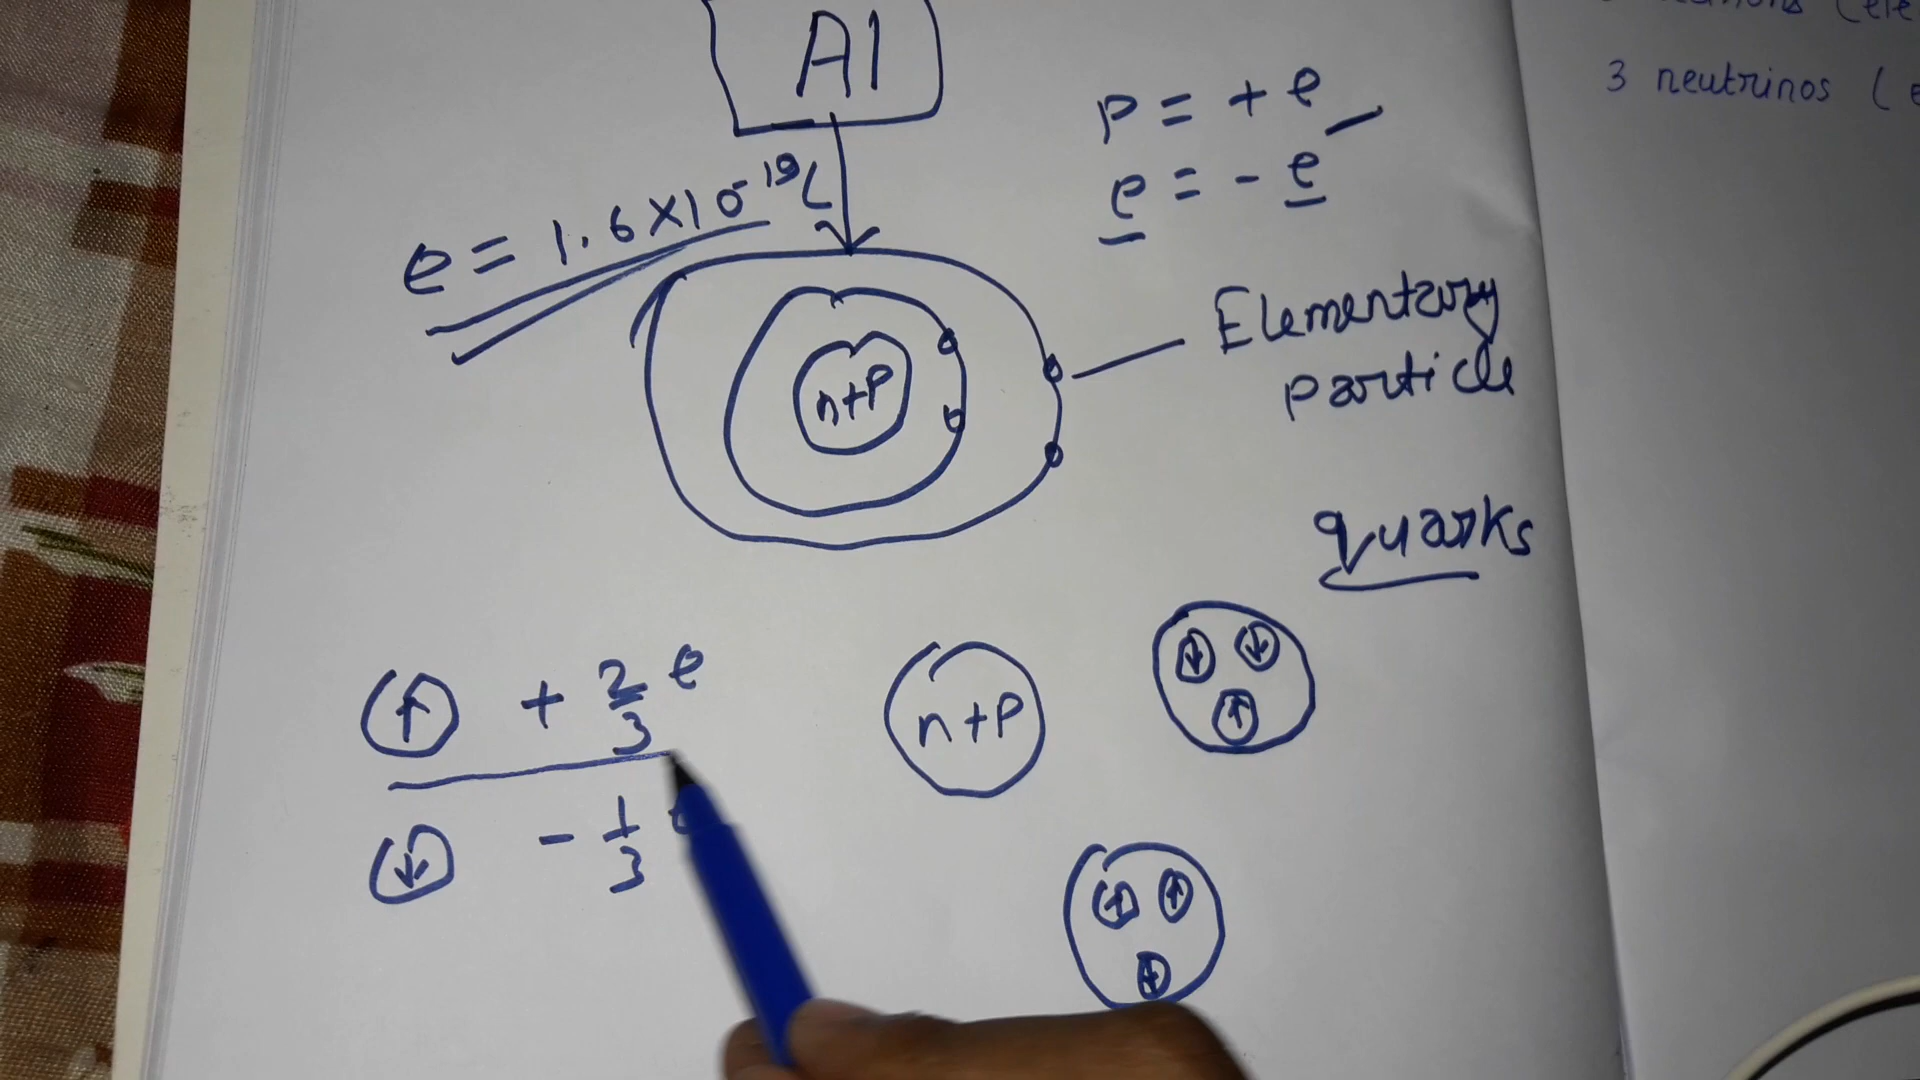 Al
p = + e
e = - e
e = 1.6 × 10⁻¹⁹ C
n+p
Elementary
particle
quarks
↑ + 2/3 e
↓ - 1/3
n+p
↓ ↓
↑
↑ ↑
↓
3 neutrinos (